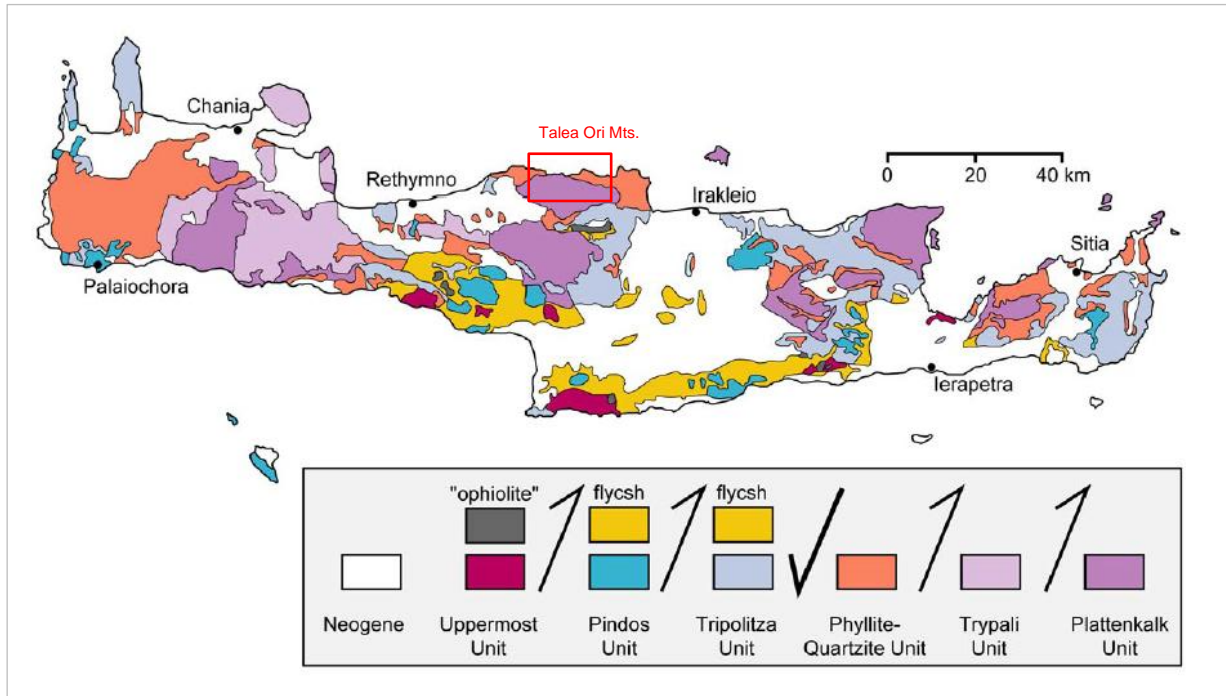 Talea Ori Mts.
Chania
Rethymno
Irakleio
0 20 40 km
Sitia
Palaiochora
Ierapetra
"ophiolite" flycsh flycsh
Neogene Uppermost Pindos Tripolitza Phyllite- Trypali Plattenkalk
Unit Unit Unit Quartzite Unit Unit Unit